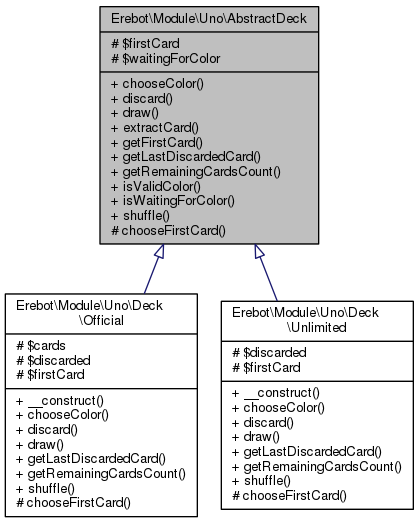 Erebot\Module\Uno\AbstractDeck
# $firstCard
# $waitingForColor
+ chooseColor()
+ discard()
+ draw()
+ extractCard()
+ getFirstCard()
+ getLastDiscardedCard()
+ getRemainingCardsCount()
+ isValidColor()
+ isWaitingForColor()
+ shuffle()
# chooseFirstCard()
Erebot\Module\Uno\Deck
\Official
# $cards
# $discarded
# $firstCard
+ __construct()
+ chooseColor()
+ discard()
+ draw()
+ getLastDiscardedCard()
+ getRemainingCardsCount()
+ shuffle()
# chooseFirstCard()
Erebot\Module\Uno\Deck
\Unlimited
# $discarded
# $firstCard
+ __construct()
+ chooseColor()
+ discard()
+ draw()
+ getLastDiscardedCard()
+ getRemainingCardsCount()
+ shuffle()
# chooseFirstCard()